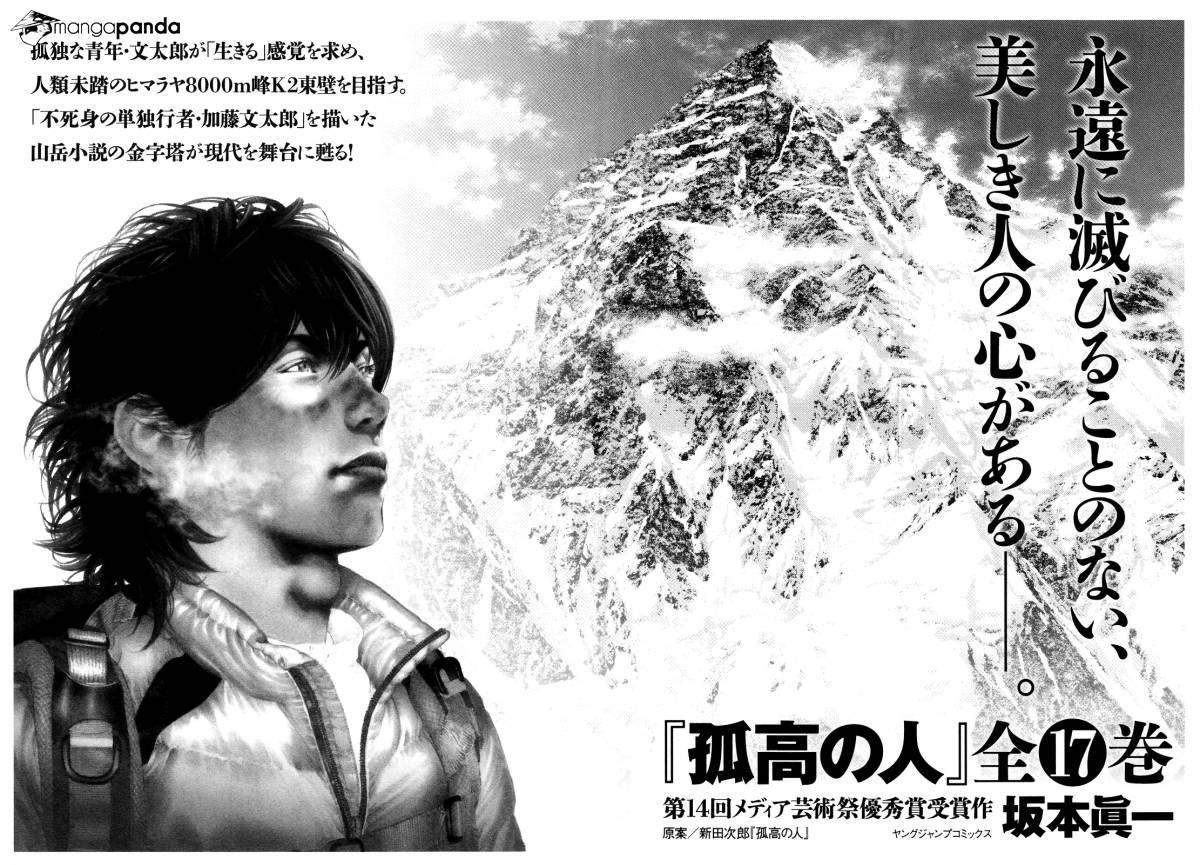 mangapanda
孤独な青年・文太郎が「生きる」感覚を求め、
人類未踏のヒマラヤ8000m峰K2東壁を目指す。
「不死身の単独行者・加藤文太郎」を描いた
山岳小説の金字塔が現代を舞台に甦る!
永遠に滅びることのない、
美しき人の心がある――。
『孤高の人』全17巻
第14回メディア芸術祭優秀賞受賞作 坂本眞一
原案/新田次郎『孤高の人』 ヤングジャンプコミックス